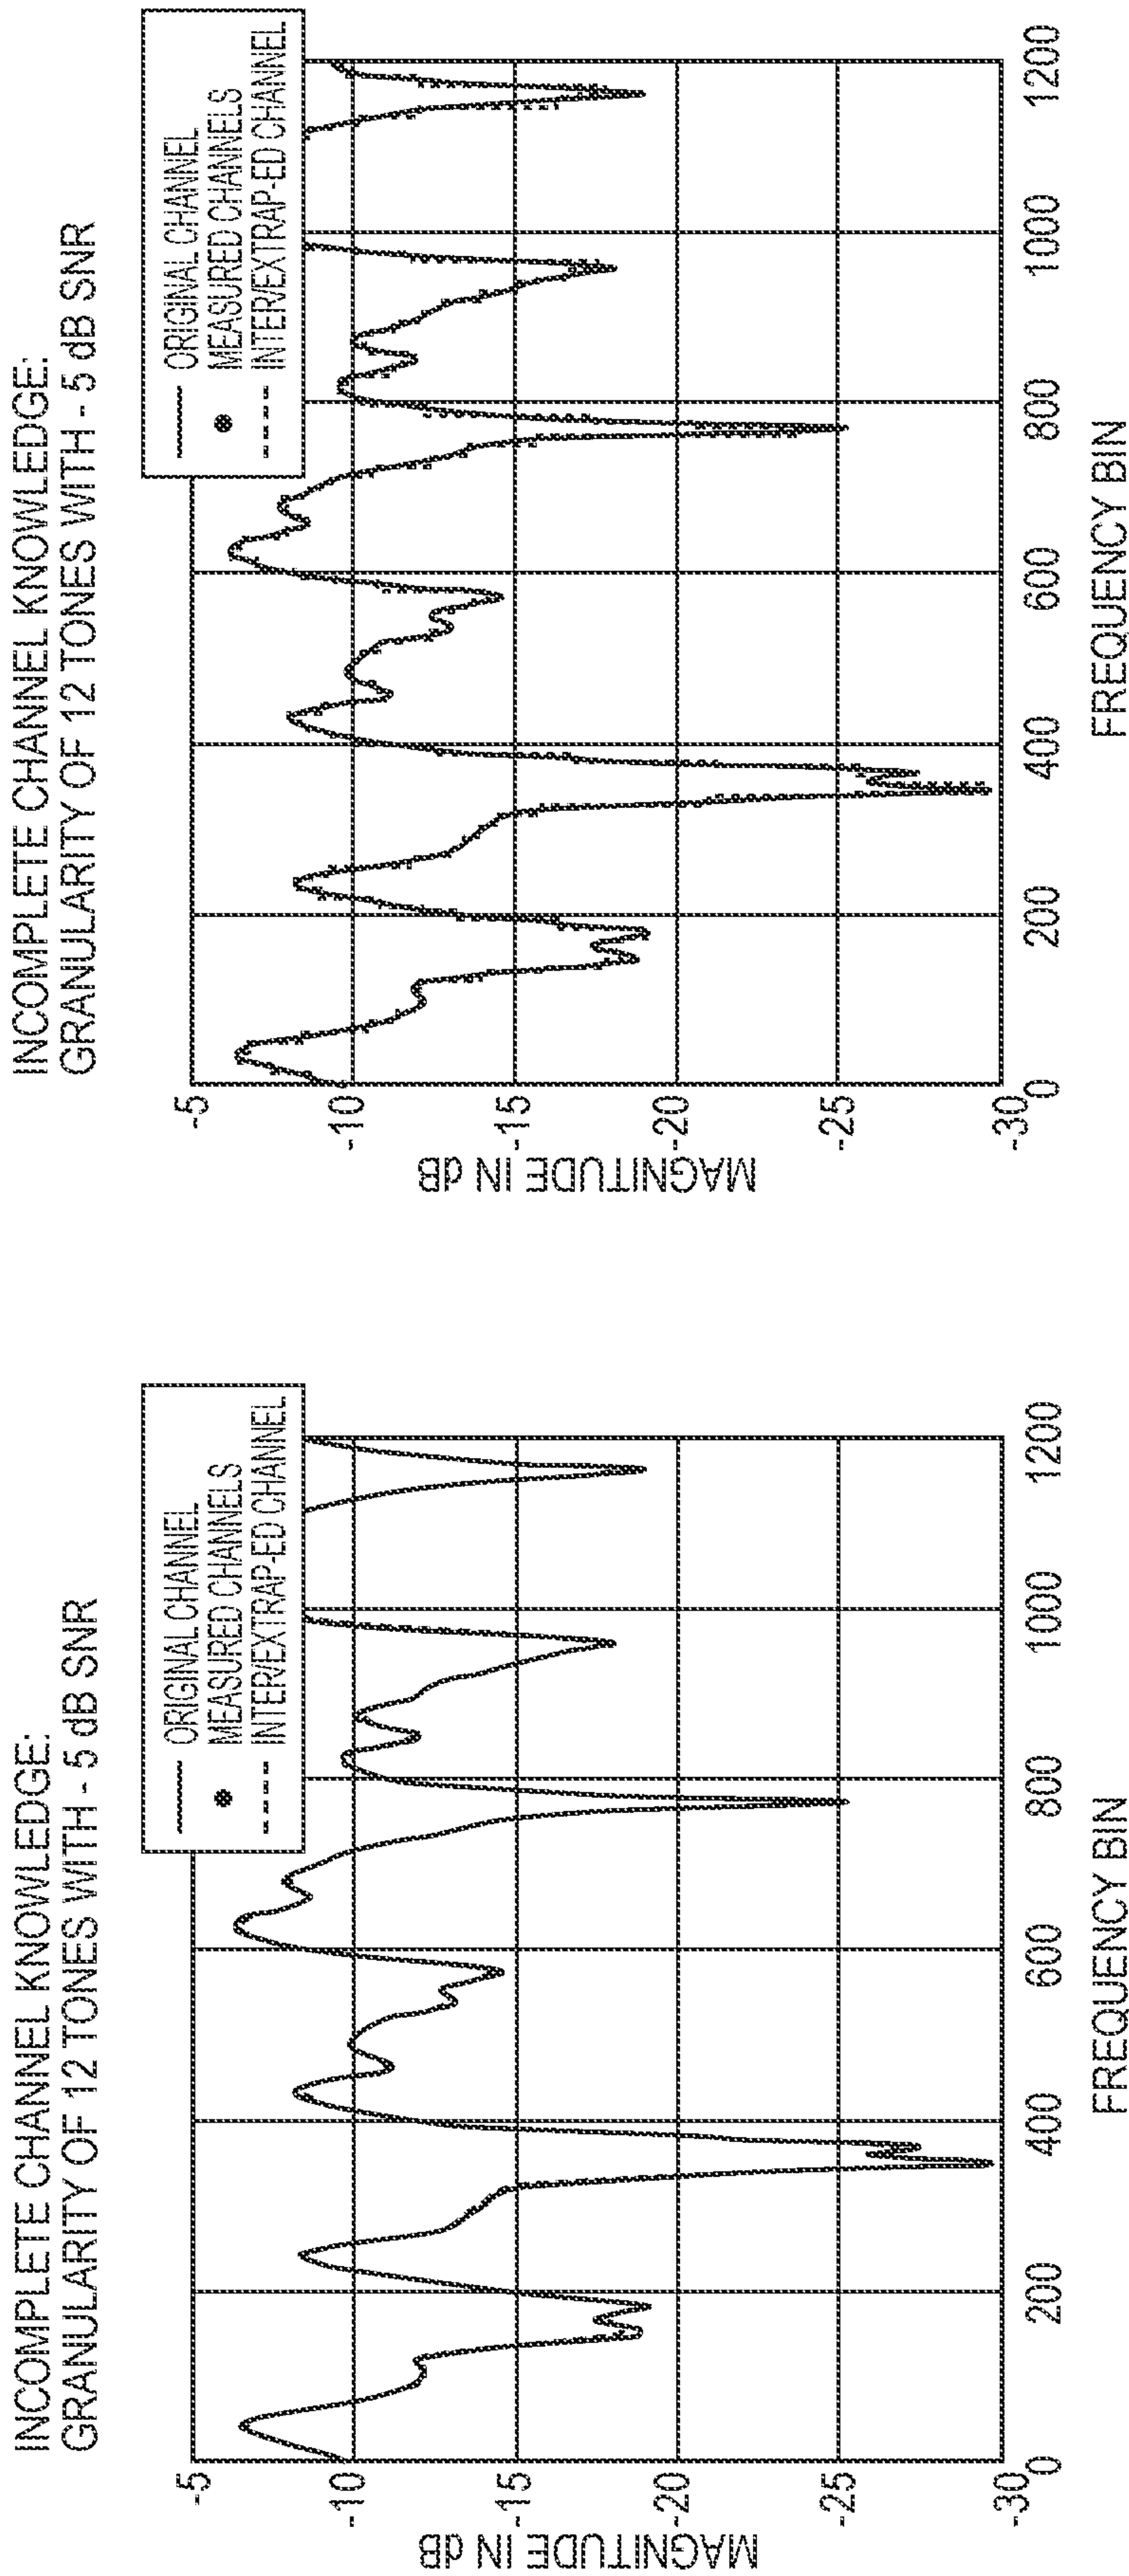 INCOMPLETE CHANNEL KNOWLEDGE:
GRANULARITY OF 12 TONES WITH - 5 dB SNR
ORIGINAL CHANNEL
MEASURED CHANNELS
INTER/EXTRAP-ED CHANNEL
-5
-10
-15
-20
-25
-30
MAGNITUDE IN dB
0
200
400
600
800
1000
1200
FREQUENCY BIN
INCOMPLETE CHANNEL KNOWLEDGE:
GRANULARITY OF 12 TONES WITH - 5 dB SNR
ORIGINAL CHANNEL
MEASURED CHANNELS
INTER/EXTRAP-ED CHANNEL
-5
-10
-15
-20
-25
-30
MAGNITUDE IN dB
0
200
400
600
800
1000
1200
FREQUENCY BIN